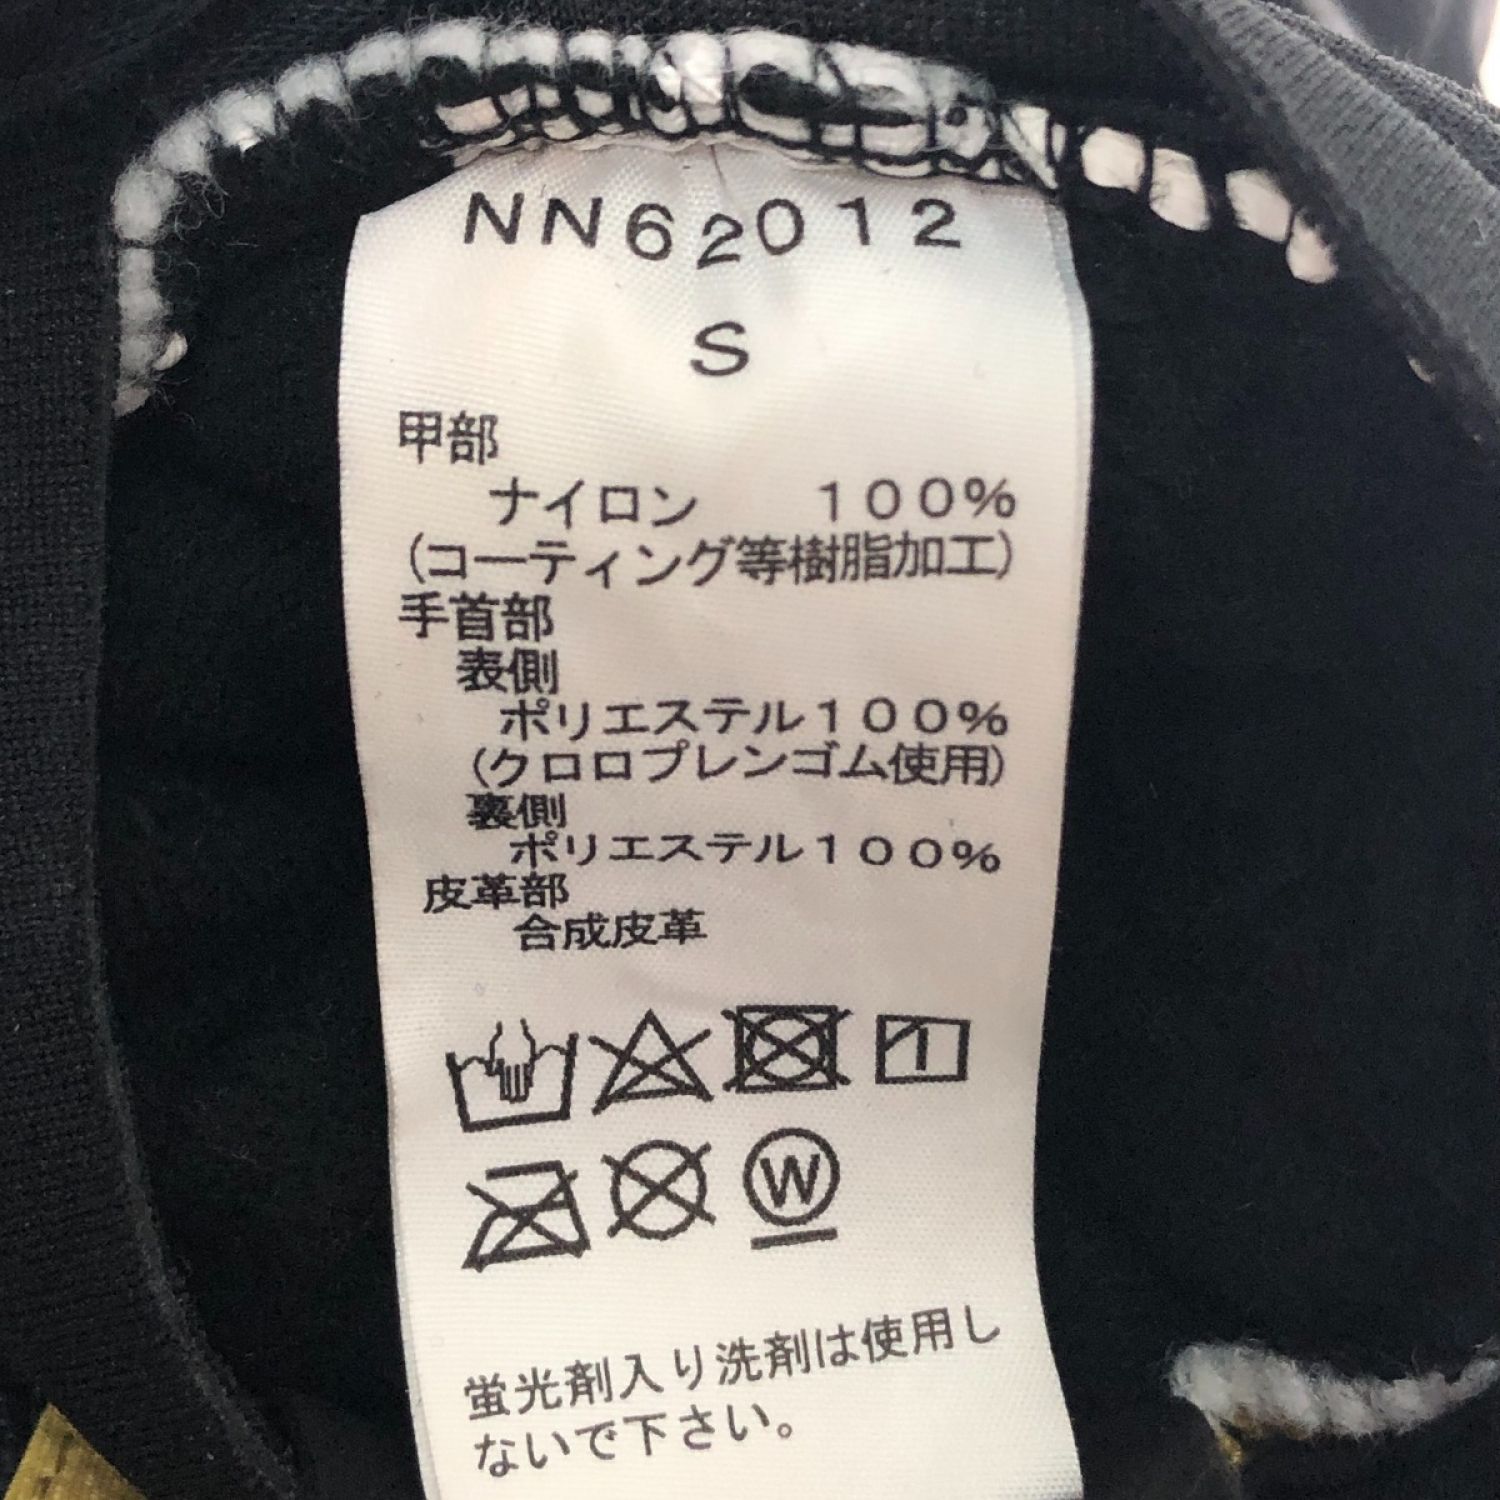 NN62012
S
甲部
ナイロン　　100%
(コーティング等樹脂加工)
手首部
表側
ポリエステル100%
(クロロプレンゴム使用)
裏側
ポリエステル100%
皮革部
合成皮革
W
蛍光剤入り洗剤は使用し
ないで下さい。